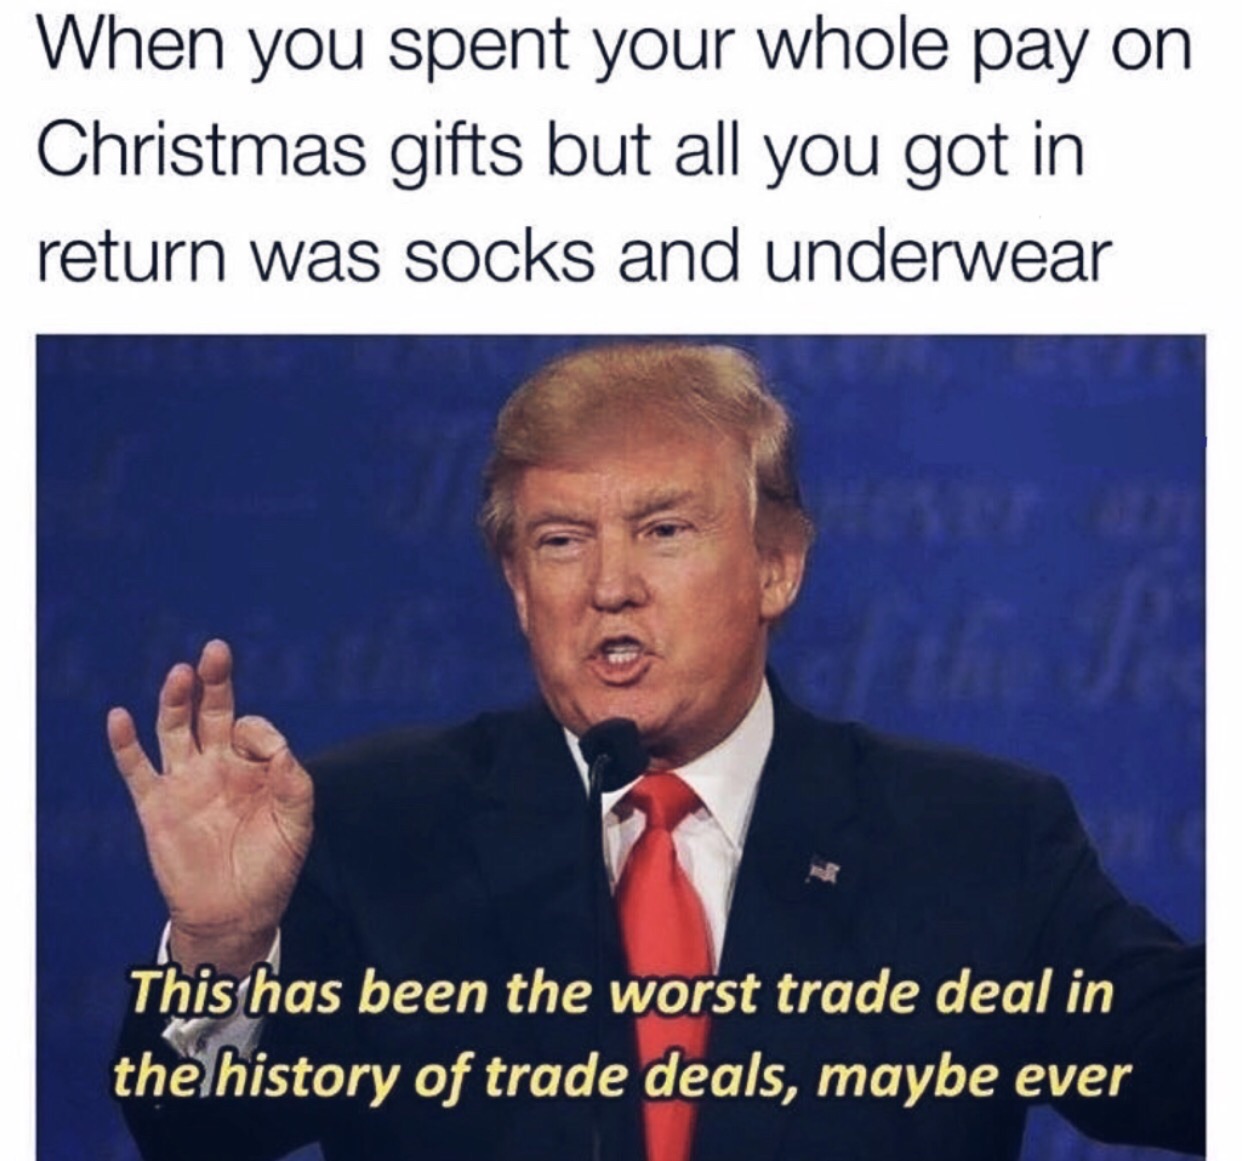 When you spent your whole pay on
Christmas gifts but all you got in
return was socks and underwear
This has been the worst trade deal in
the history of trade deals, maybe ever